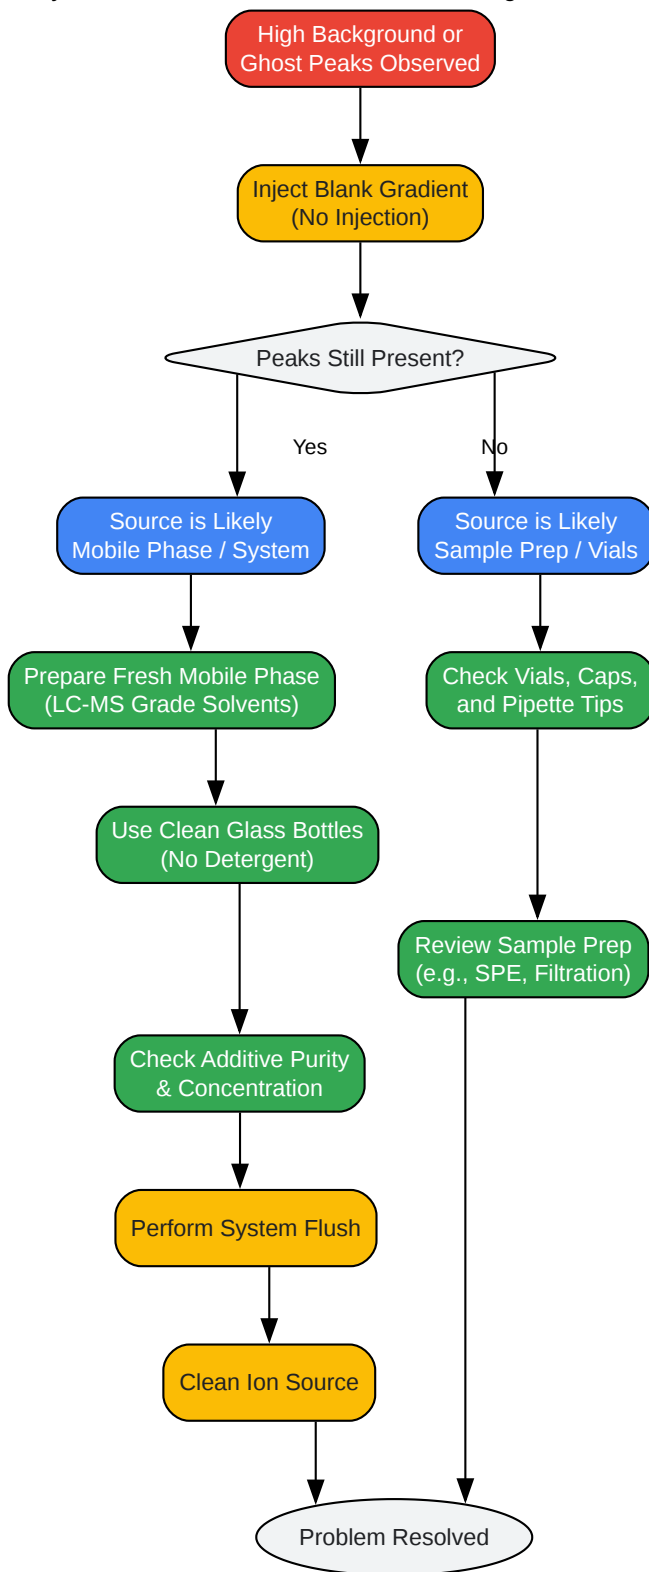 High Background or
Ghost Peaks Observed
Inject Blank Gradient
(No Injection)
Peaks Still Present?
Yes
No
Source is Likely
Mobile Phase / System
Source is Likely
Sample Prep / Vials
Prepare Fresh Mobile Phase
(LC-MS Grade Solvents)
Check Vials, Caps,
and Pipette Tips
Use Clean Glass Bottles
(No Detergent)
Review Sample Prep
(e.g., SPE, Filtration)
Check Additive Purity
& Concentration
Perform System Flush
Clean Ion Source
Problem Resolved